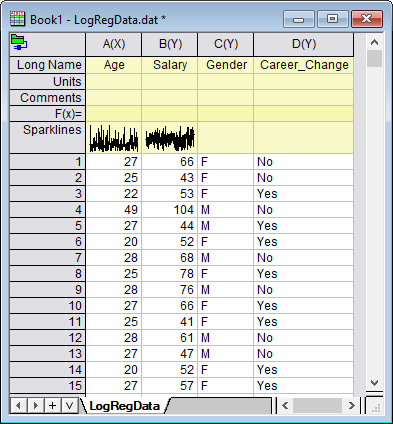 Book1 - LogRegData.dat *
A(X) B(Y) C(Y) D(Y)
Long Name Age Salary Gender Career_Change
Units
Comments
F(x)=
Sparklines
1 27 66 F No
2 25 43 F No
3 22 53 F Yes
4 49 104 M No
5 27 44 M Yes
6 20 52 F Yes
7 28 68 M No
8 25 78 F Yes
9 28 76 M No
10 27 66 F Yes
11 25 41 F Yes
12 28 61 M No
13 27 47 M No
14 20 52 F Yes
15 27 57 F Yes
LogRegData